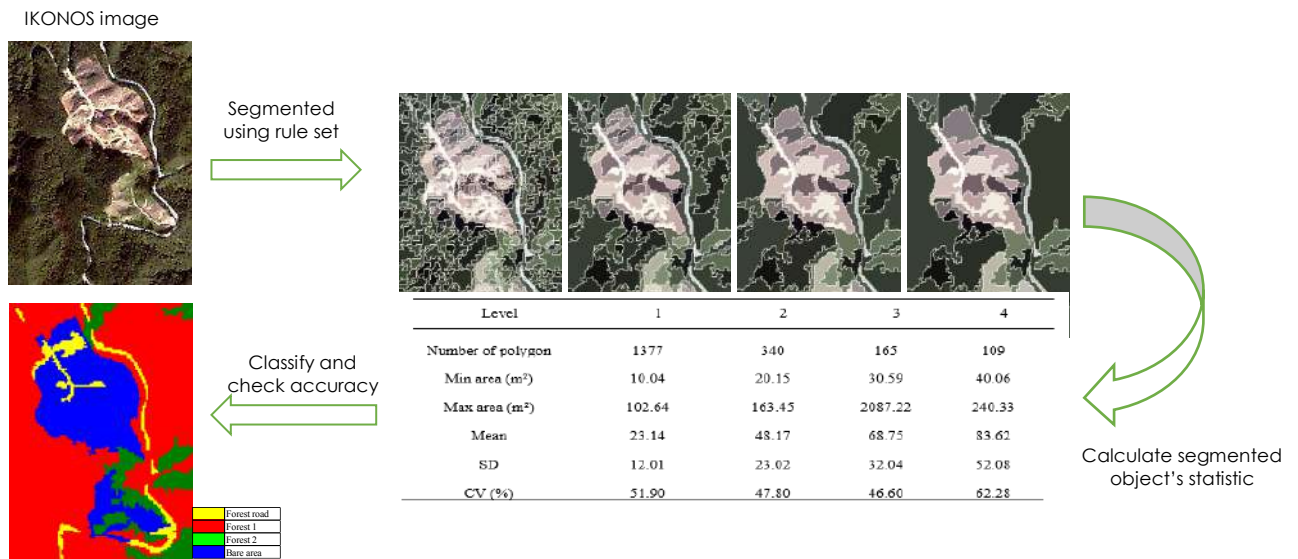 IKONOS image
Segmented
using rule set
Level 1 2 3 4
Number of polygon 1377 340 165 109
Min area (m²) 10.04 20.15 30.59 40.06
Max area (m²) 102.64 163.45 2087.22 240.33
Mean 23.14 48.17 68.75 83.62
SD 12.01 23.02 32.04 52.08
CV (%) 51.90 47.80 46.60 62.28
Calculate segmented
object's statistic
Classify and
check accuracy
Forest road
Forest 1
Forest 2
Bare area